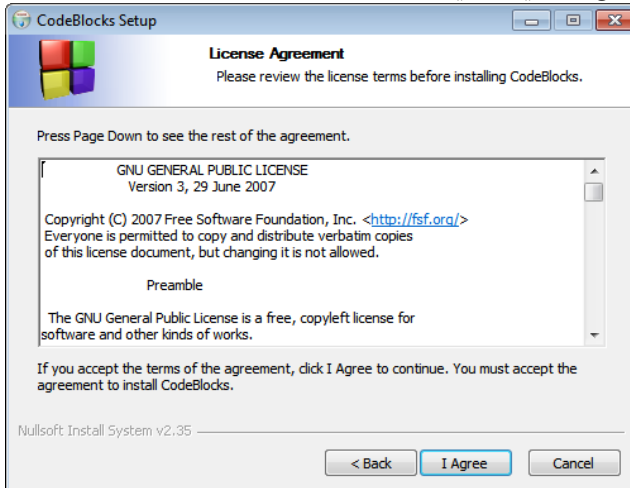 CodeBlocks Setup
License Agreement
Please review the license terms before installing CodeBlocks.
Press Page Down to see the rest of the agreement.
GNU GENERAL PUBLIC LICENSE
Version 3, 29 June 2007
Copyright (C) 2007 Free Software Foundation, Inc. <http://fsf.org/>
Everyone is permitted to copy and distribute verbatim copies
of this license document, but changing it is not allowed.
Preamble
The GNU General Public License is a free, copyleft license for
software and other kinds of works.
If you accept the terms of the agreement, click I Agree to continue. You must accept the
agreement to install CodeBlocks.
Nullsoft Install System v2.35
< Back I Agree Cancel